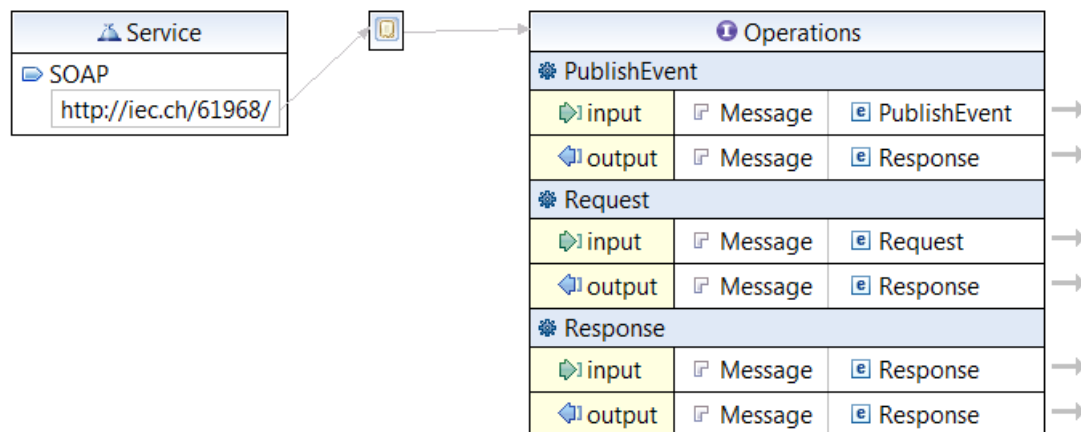 Service
SOAP
http://iec.ch/61968/
Operations
PublishEvent
input Message PublishEvent
output Message Response
Request
input Message Request
output Message Response
Response
input Message Response
output Message Response